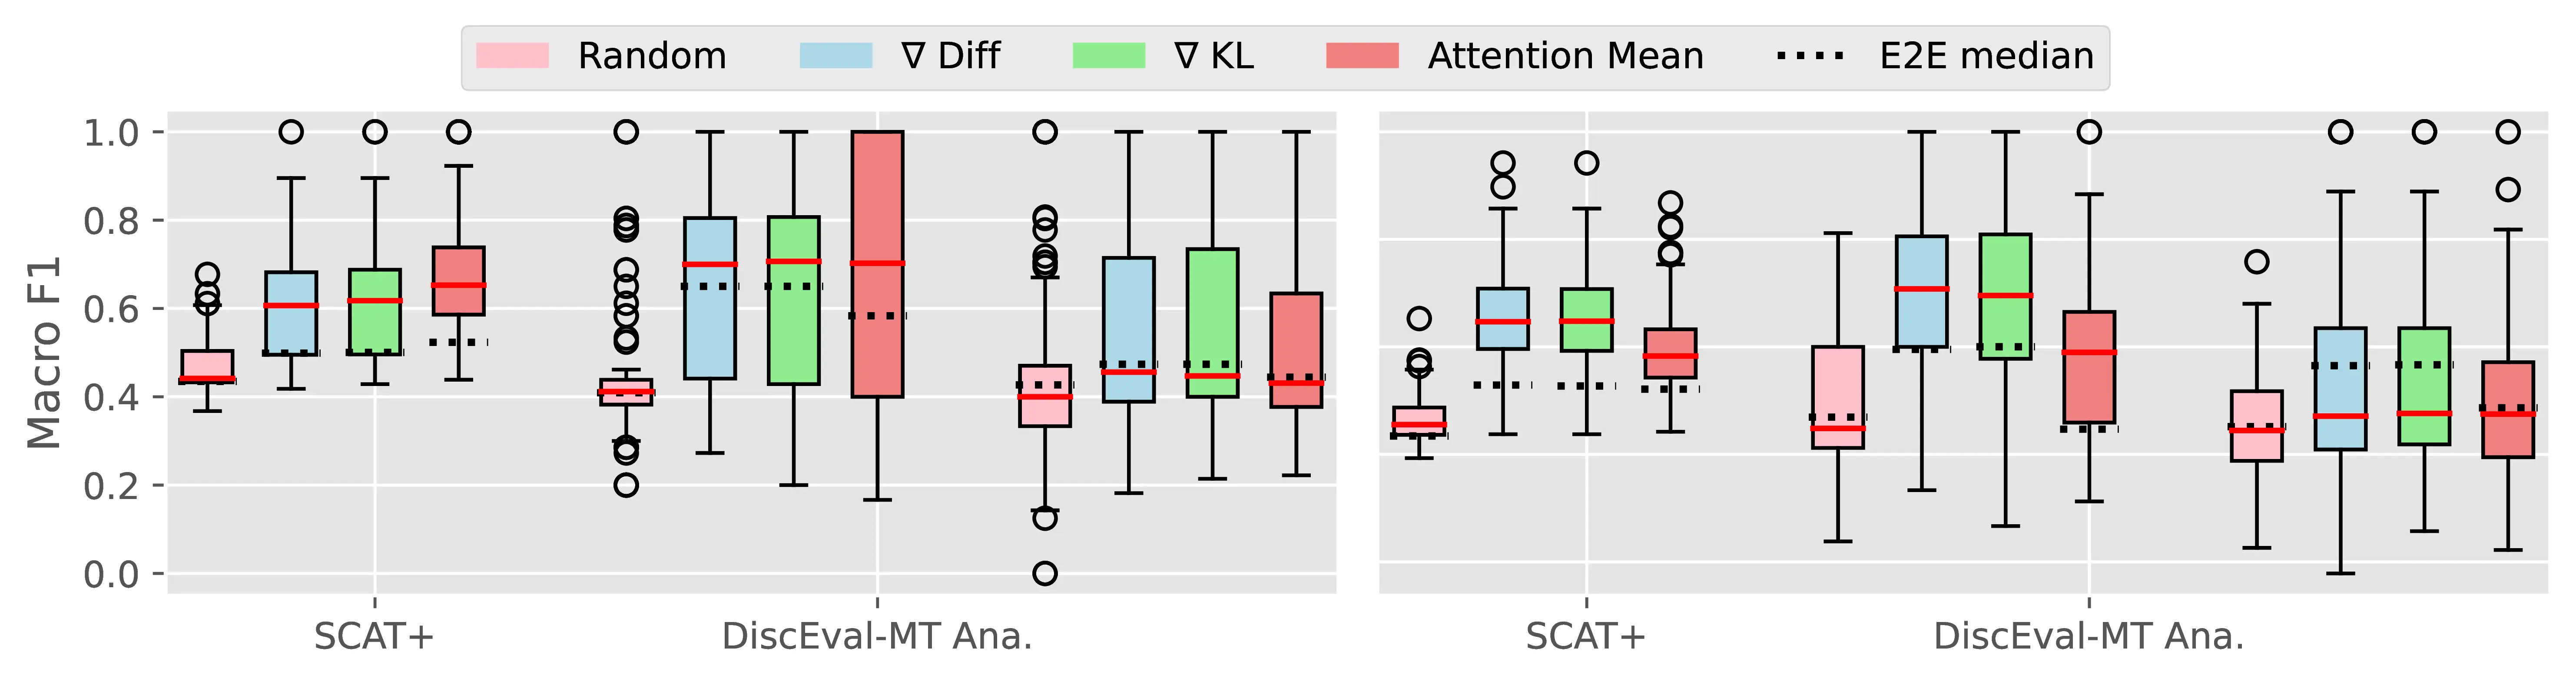 Random ∇ Diff ∇ KL Attention Mean E2E median
Macro F1
1.0
0.8
0.6
0.4
0.2
0.0
SCAT+ DiscEval-MT Ana. SCAT+ DiscEval-MT Ana.